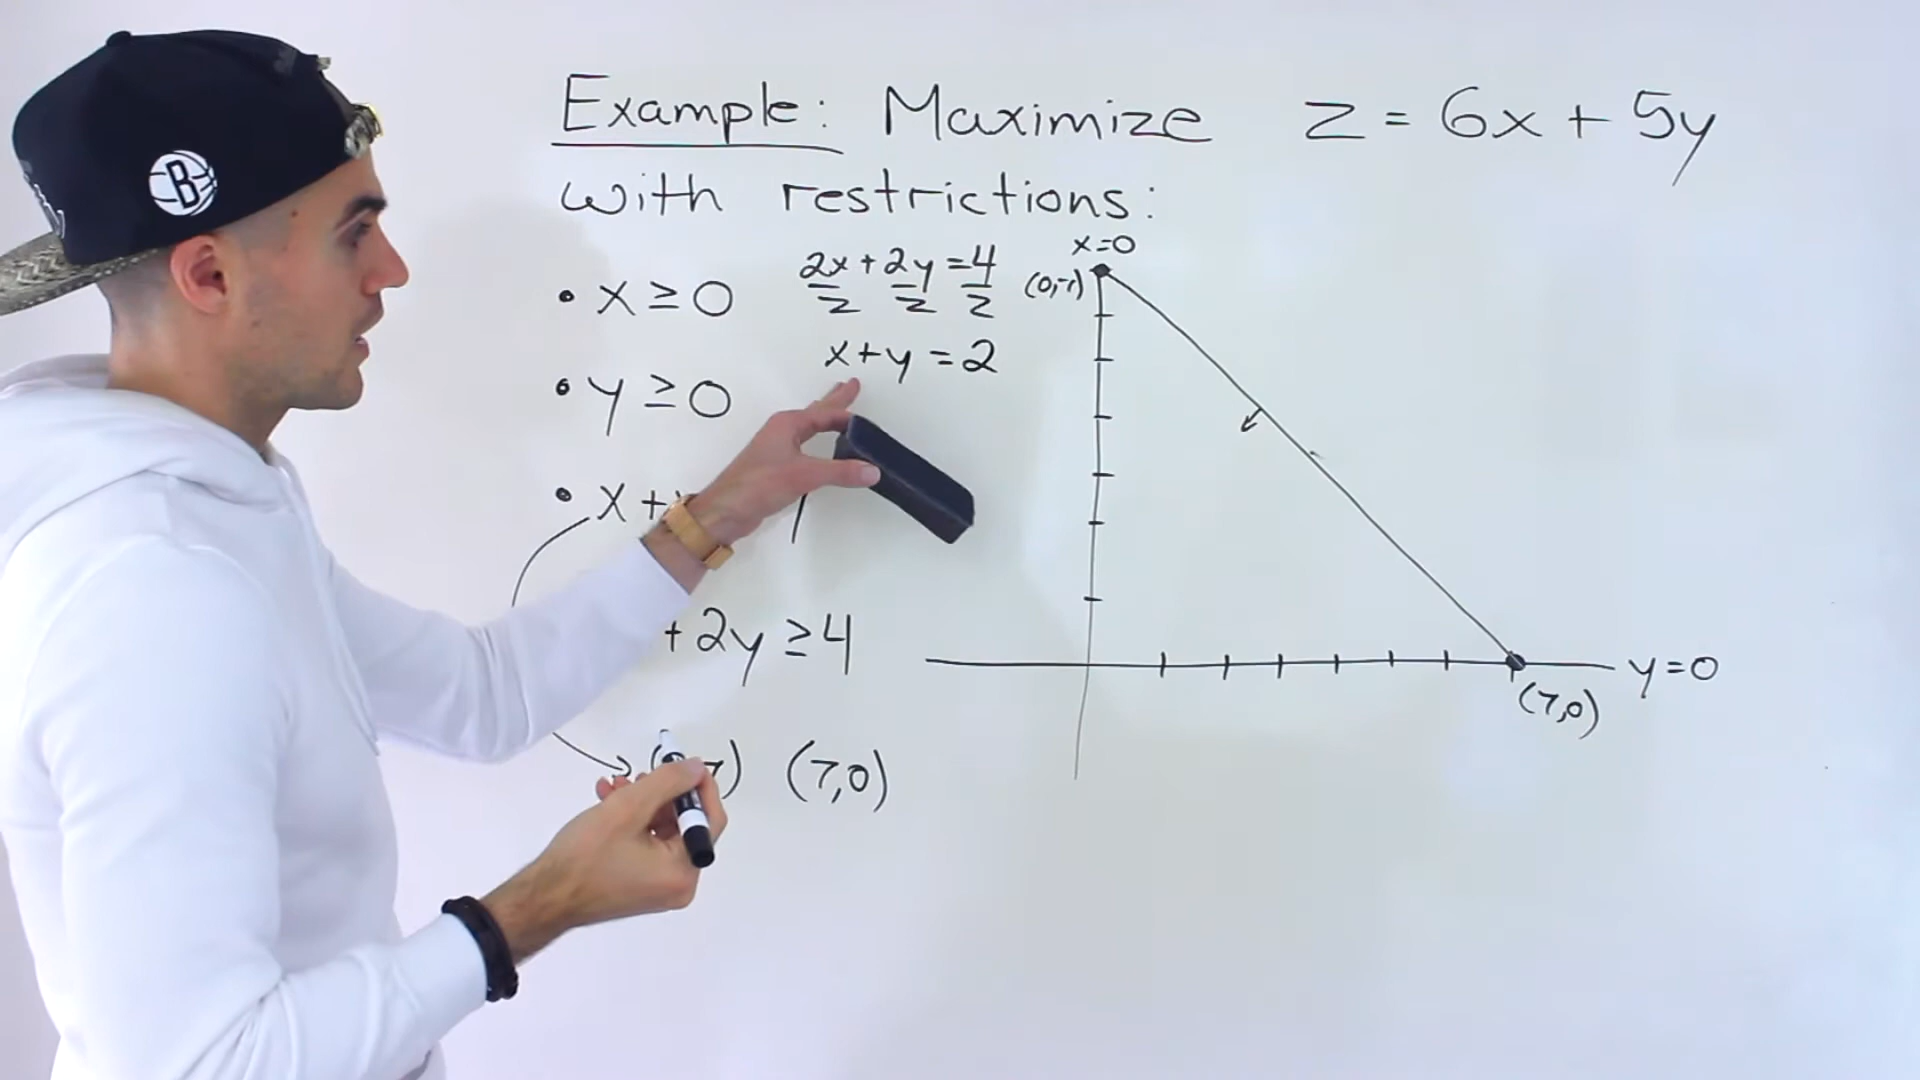 Example: Maximize z = 6x + 5y
with restrictions:
• x ≥ 0
2x + 2y = 4
2 2 2
x + y = 2
• y ≥ 0
• x +
+ 2y ≥ 4
7) (7,0)
x=0
(0,7)
y=0
(7,0)
B